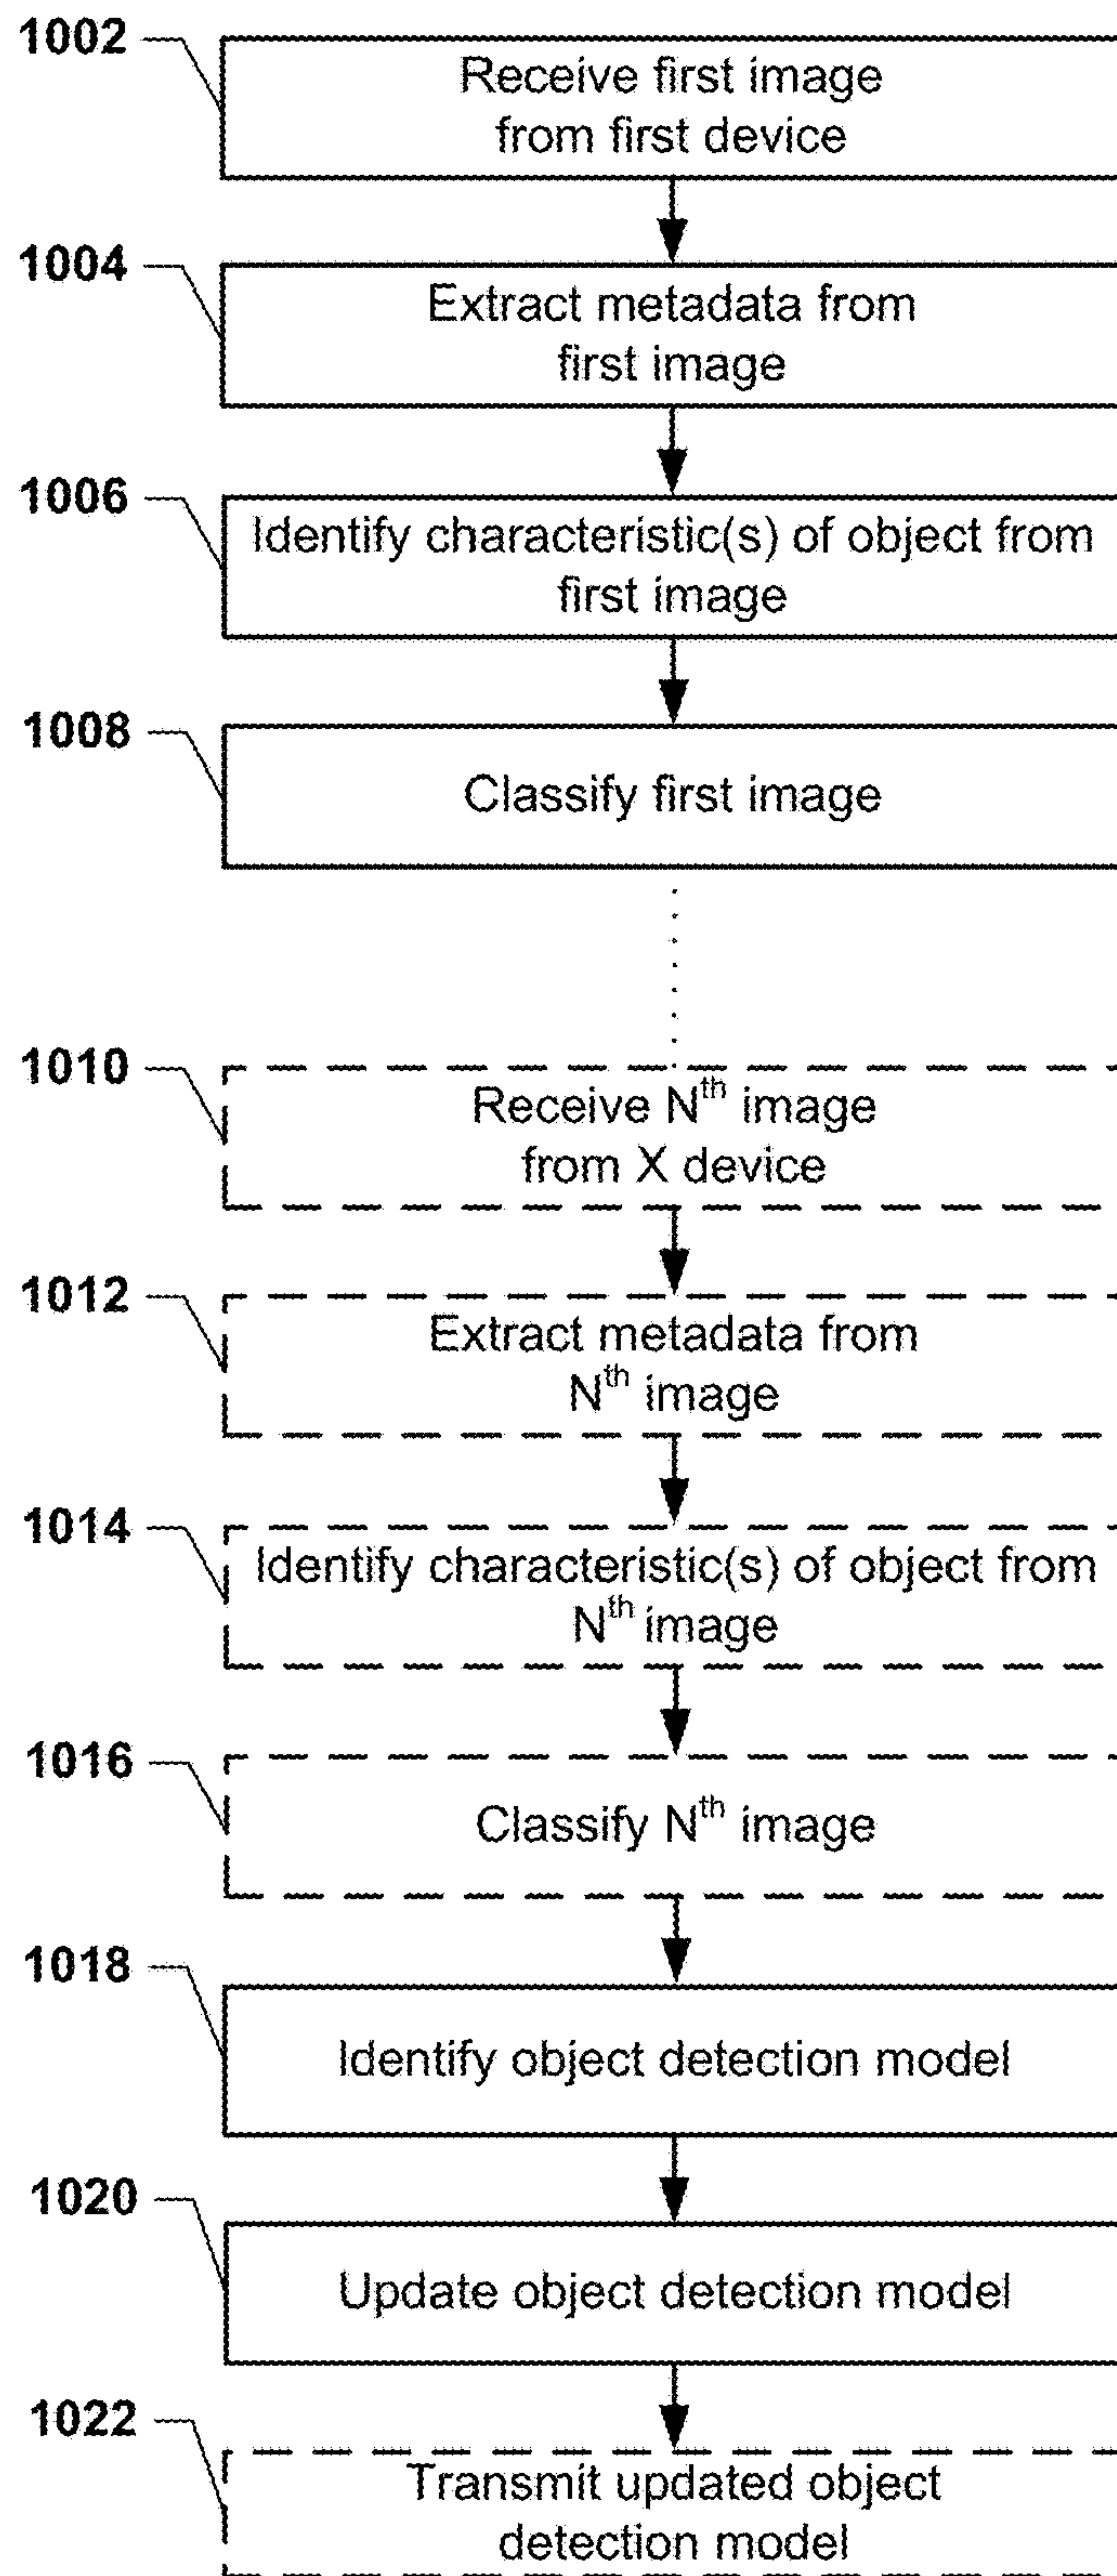 1002
Receive first image
from first device
1004
Extract metadata from
first image
1006
Identify characteristic(s) of object from
first image
1008
Classify first image
1010
Receive Nth image
from X device
1012
Extract metadata from
Nth image
1014
Identify characteristic(s) of object from
Nth image
1016
Classify Nth image
1018
Identify object detection model
1020
Update object detection model
1022
Transmit updated object
detection model